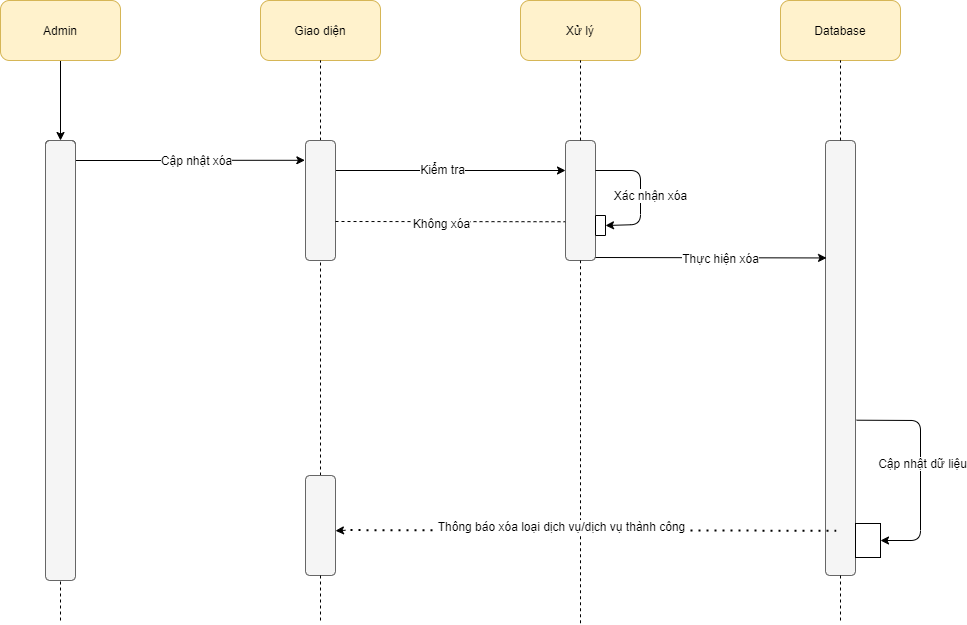 Admin
Giao diện
Xử lý
Database
Cập nhật xóa
Kiểm tra
Xác nhận xóa
Không xóa
Thực hiện xóa
Cập nhất dữ liệu
Thông báo xóa loại dịch vụ/dịch vụ thành công